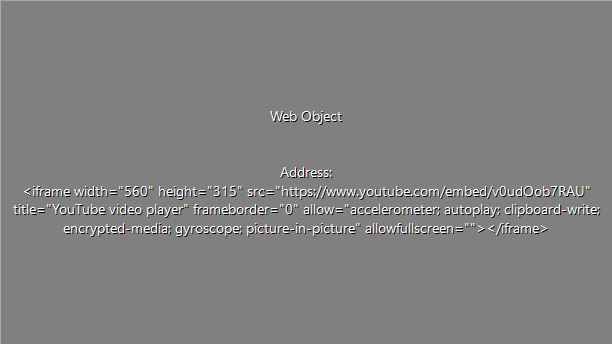 Web Object
Address:
<iframe width="560" height="315" src="https://www.youtube.com/embed/v0udOob7RAU"
title="YouTube video player" frameborder="0" allow="accelerometer; autoplay; clipboard-write;
encrypted-media; gyroscope; picture-in-picture" allowfullscreen=""></iframe>